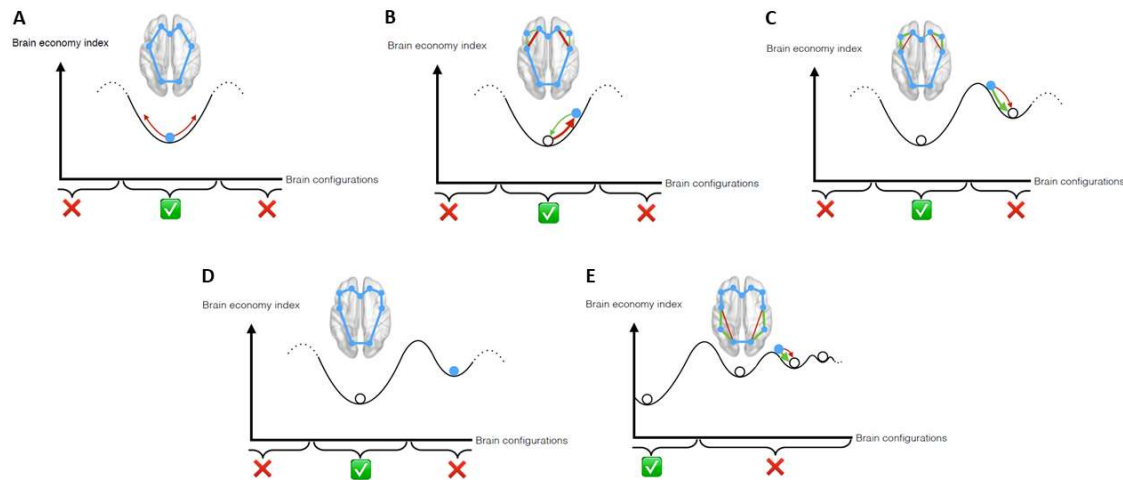 A
Brain economy index
Brain configurations
B
Brain economy index
Brain configurations
C
Brain economy index
Brain configurations
D
Brain economy index
Brain configurations
E
Brain economy index
Brain configurations